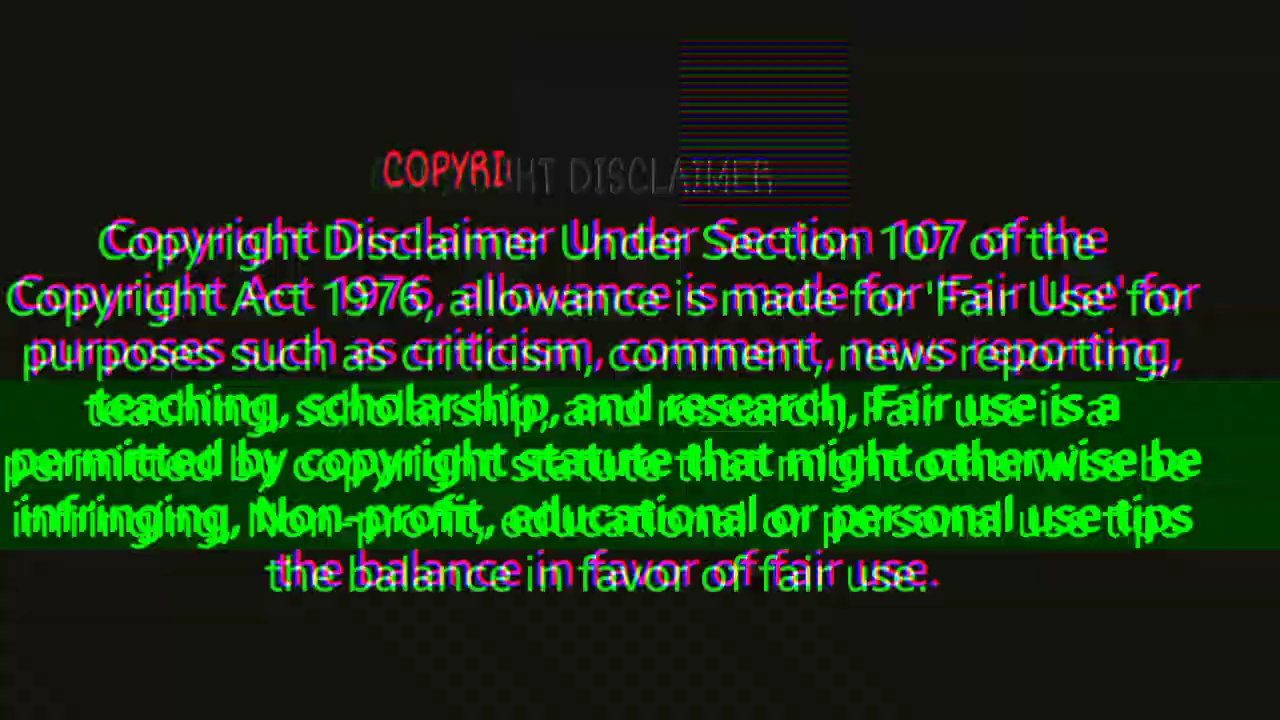 COPYRIGHT DISCLAIMER
Copyright Disclaimer Under Section 107 of the
Copyright Act 1976, allowance is made for 'Fair Use' for
purposes such as criticism, comment, news reporting,
teaching, scholarship, and research, Fair use is a
permitted by copyright statute that might otherwise be
infringing, Non-profit, educational or personal use tips
the balance in favor of fair use.